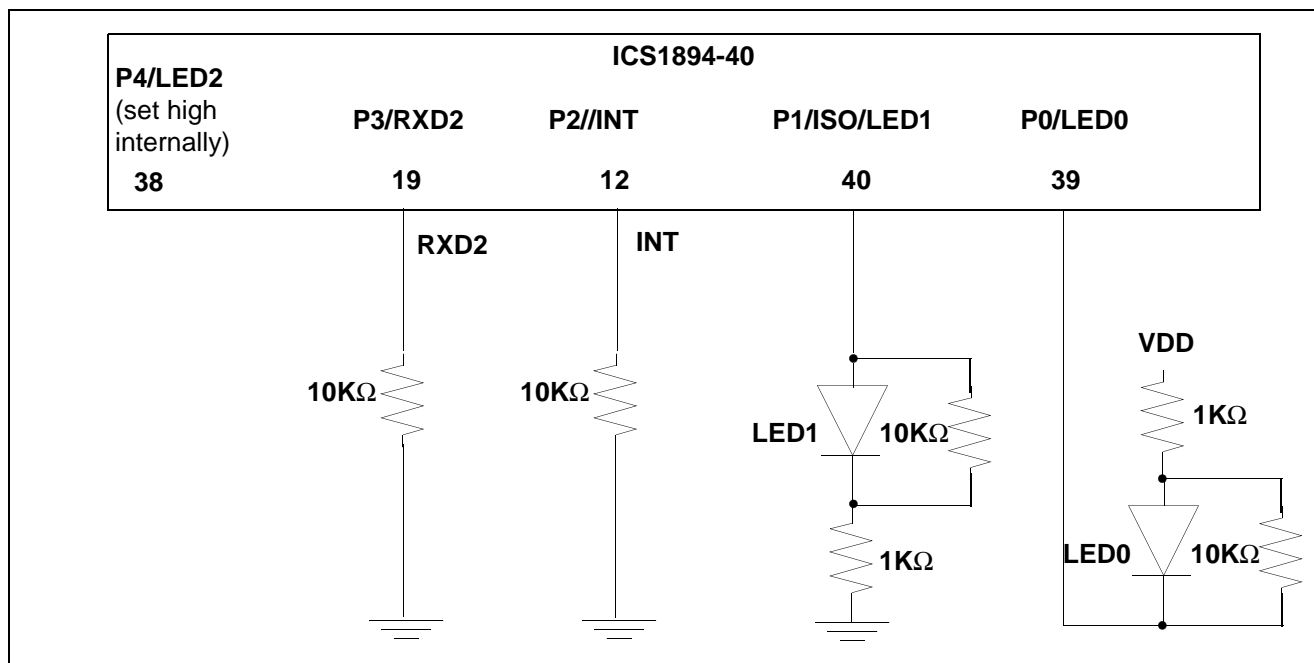 ICS1894-40
P4/LED2
(set high
internally)
P3/RXD2
P2//INT
P1/ISO/LED1
P0/LED0
38
19
12
40
39
RXD2
INT
VDD
10KΩ
10KΩ
LED1
10KΩ
1KΩ
1KΩ
LED0
10KΩ